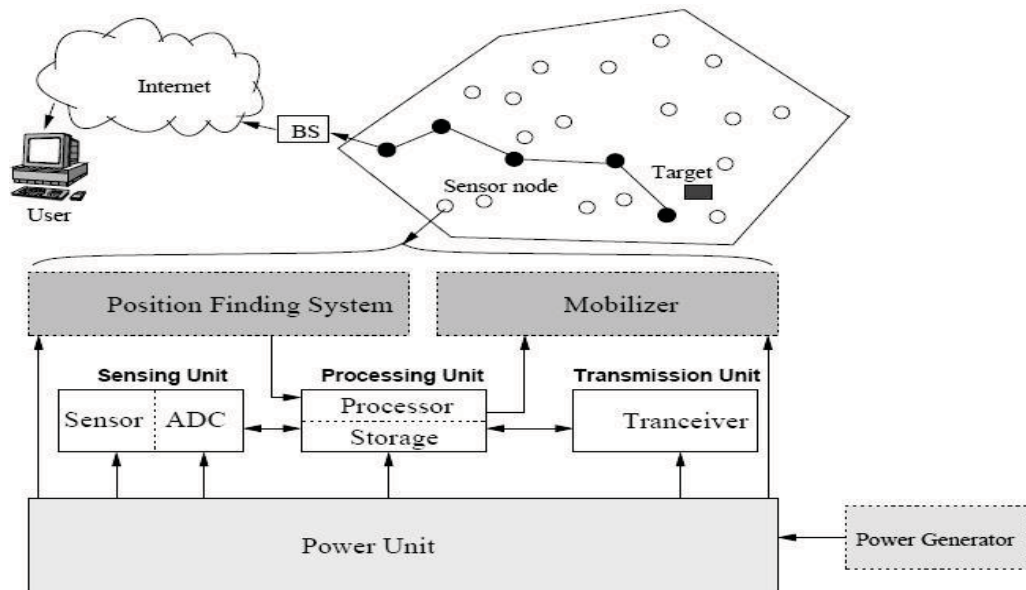 Internet
BS
User
Target
Sensor node
Position Finding System
Mobilizer
Sensing Unit
Processing Unit
Transmission Unit
Sensor
ADC
Processor
Storage
Tranceiver
Power Unit
Power Generator